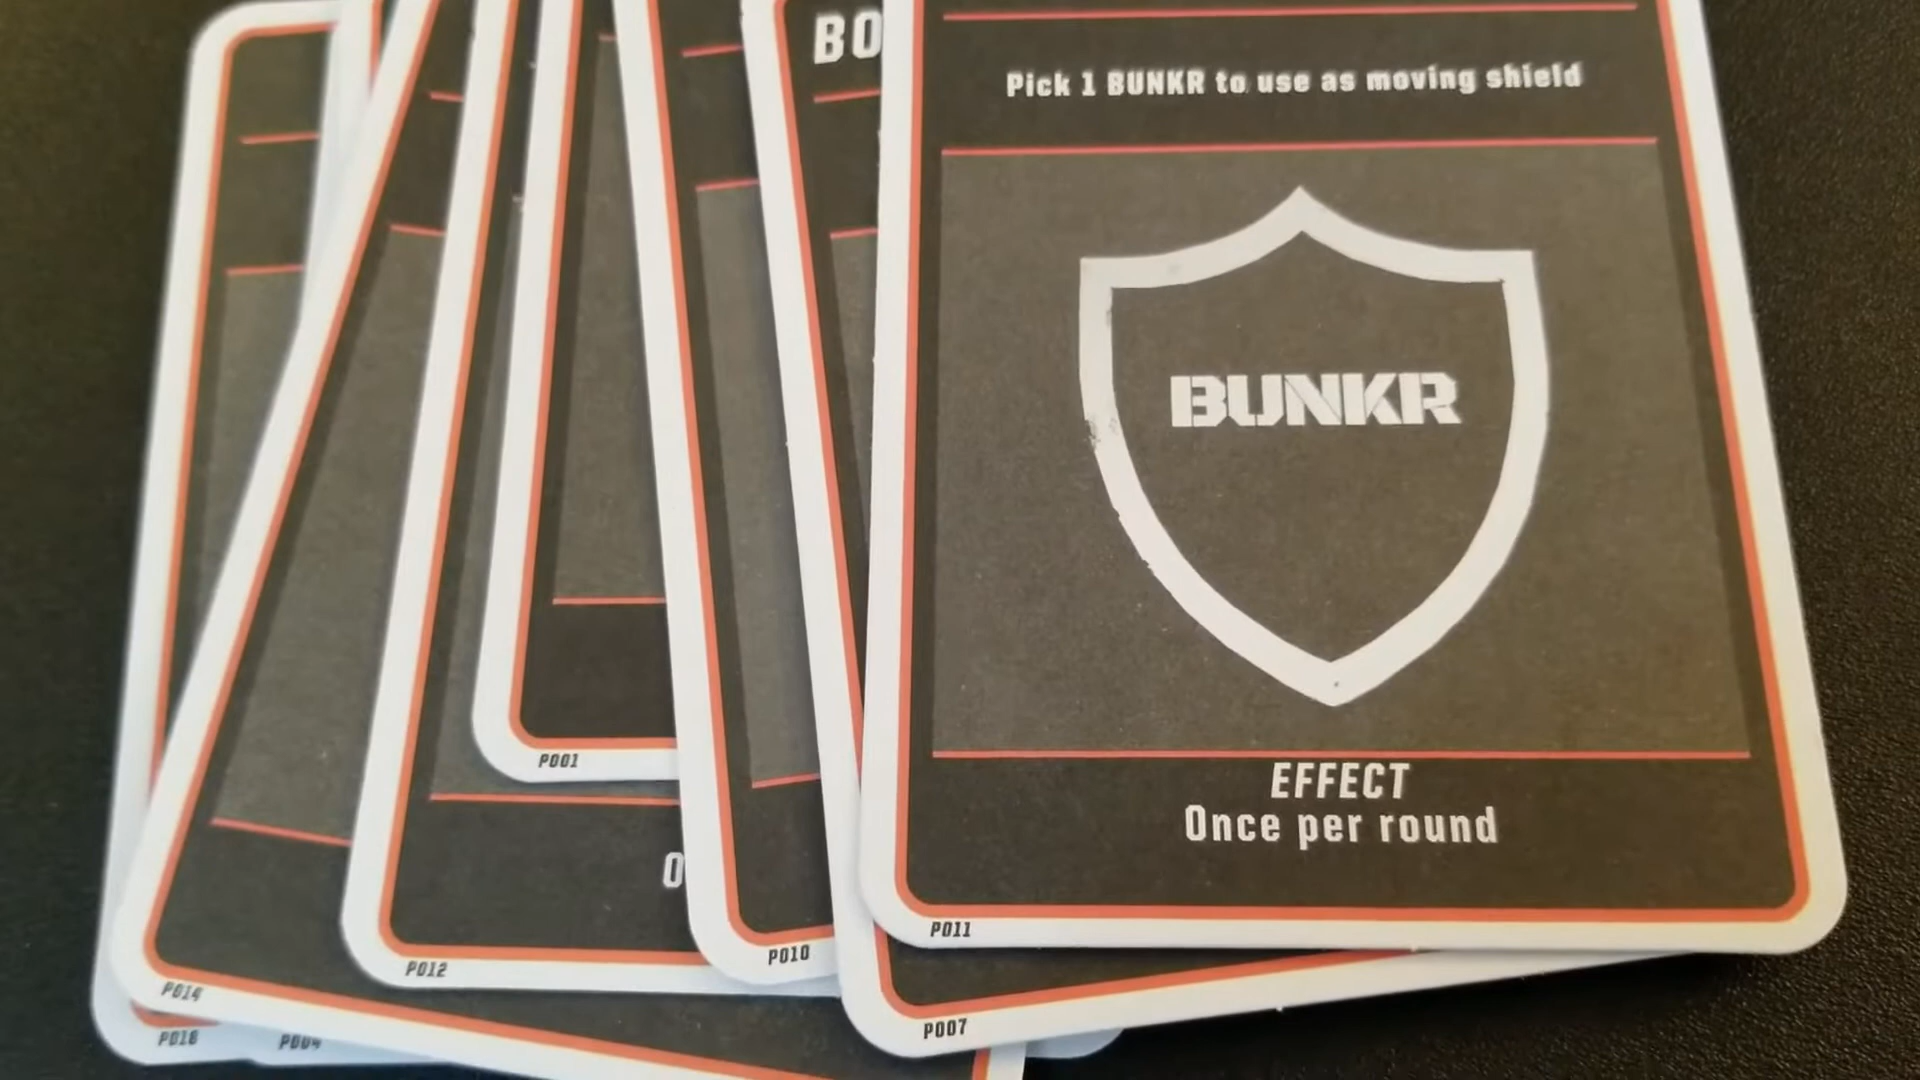 BO
Pick 1 BUNKR to use as moving shield
BUNKR
EFFECT
Once per round
O
P001
P011
P010
P012
P014
P007
P018
P004